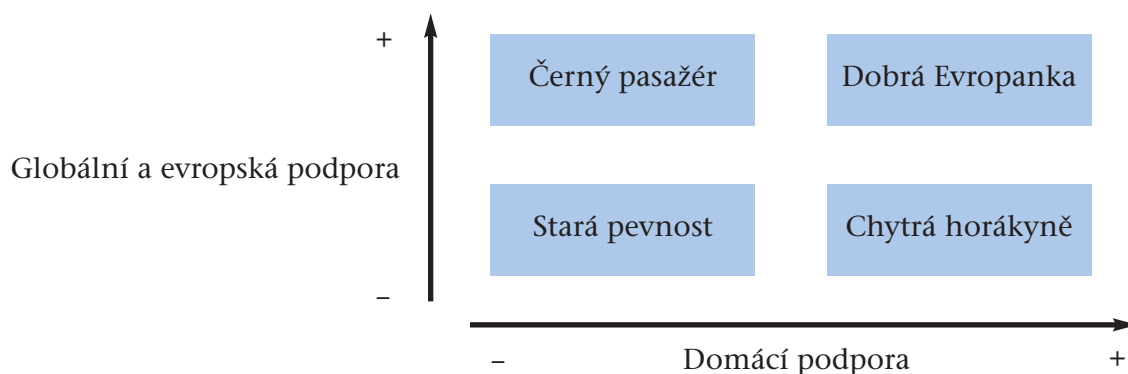 +
Černý pasažér
Dobrá Evropanka
Globální a evropská podpora
Stará pevnost
Chytrá horákyně
–
–
Domácí podpora
+